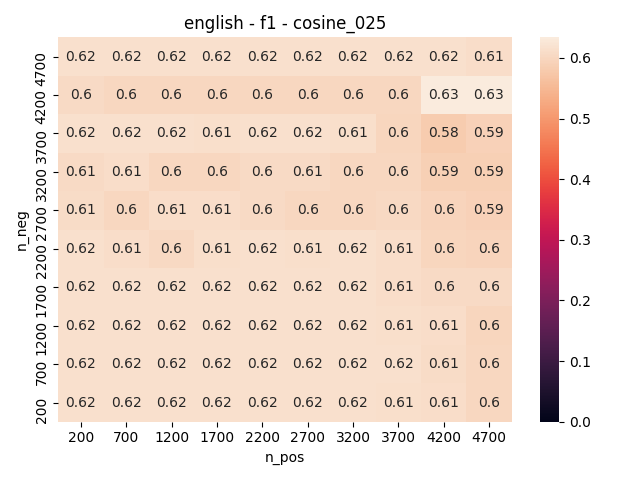 english - f1 - cosine_025
4700 0.62 0.62 0.62 0.62 0.62 0.62 0.62 0.62 0.62 0.61
4200 0.6 0.6 0.6 0.6 0.6 0.6 0.6 0.6 0.63 0.63
3700 0.62 0.62 0.62 0.61 0.62 0.62 0.61 0.6 0.58 0.59
3200 0.61 0.61 0.6 0.6 0.6 0.61 0.6 0.6 0.59 0.59
2700 0.61 0.6 0.61 0.61 0.6 0.6 0.6 0.6 0.6 0.59
2200 0.62 0.61 0.6 0.61 0.62 0.61 0.62 0.61 0.6 0.6
1700 0.62 0.62 0.62 0.62 0.62 0.62 0.62 0.61 0.6 0.6
1200 0.62 0.62 0.62 0.62 0.62 0.62 0.62 0.61 0.61 0.6
700 0.62 0.62 0.62 0.62 0.62 0.62 0.62 0.62 0.61 0.6
200 0.62 0.62 0.62 0.62 0.62 0.62 0.62 0.61 0.61 0.6
200 700 1200 1700 2200 2700 3200 3700 4200 4700
n_pos
n_neg
0.6
0.5
0.4
0.3
0.2
0.1
0.0